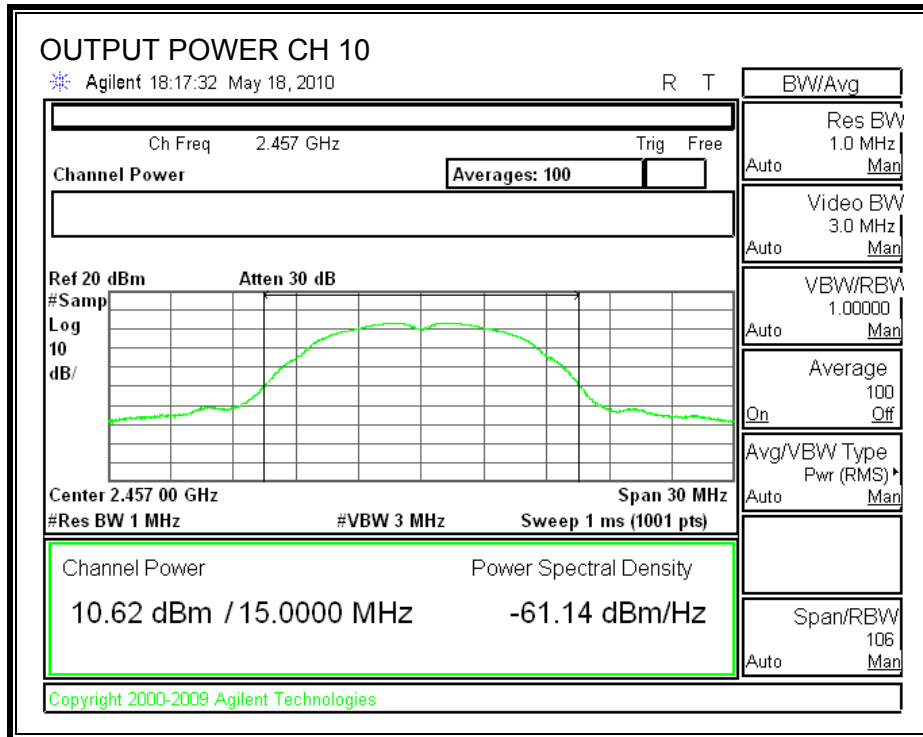 OUTPUT POWER CH 10
Agilent 18:17:32 May 18, 2010 R T
Ch Freq 2.457 GHz Trig Free
Channel Power Averages: 100
Ref 20 dBm Atten 30 dB
#Samp
Log
10
dB/
Center 2.457 00 GHz Span 30 MHz
#Res BW 1 MHz #VBW 3 MHz Sweep 1 ms (1001 pts)
Channel Power Power Spectral Density
10.62 dBm / 15.0000 MHz -61.14 dBm/Hz
Copyright 2000-2009 Agilent Technologies
BW/Avg
Res BW
1.0 MHz
Auto Man
Video BW
3.0 MHz
Auto Man
VBW/RBW
1.00000
Auto Man
Average
100
On Off
Avg/VBW Type
Pwr (RMS)
Auto Man
Span/RBW
106
Auto Man